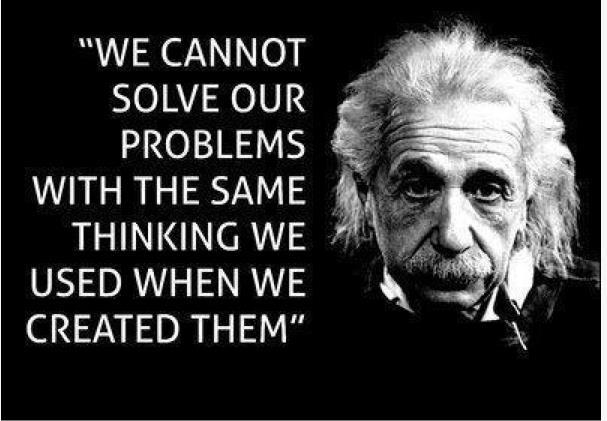 “WE CANNOT
SOLVE OUR
PROBLEMS
WITH THE SAME
THINKING WE
USED WHEN WE
CREATED THEM”